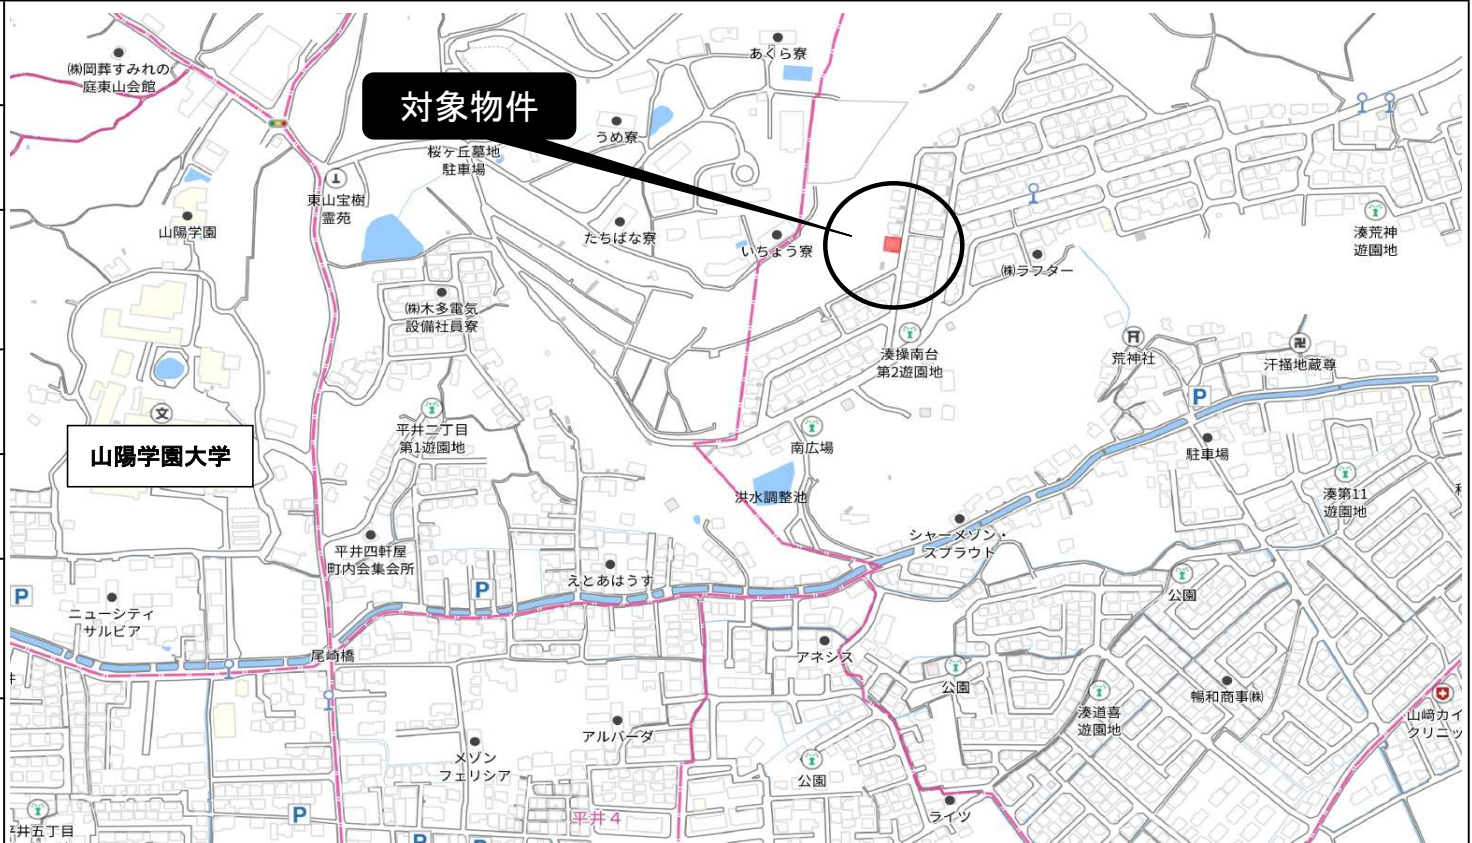 あくら寮
㈱岡葬すみれの
庭東山会館
対象物件
うめ寮
桜ケ丘墓地
駐車場
東山宝樹
霊苑
山陽学園
たちばな寮
いちょう寮
湊荒神
遊園地
㈱ラフター
㈱木多電気
設備社員寮
湊操南台
第2遊園地
荒神社
汗掻地蔵尊
P
文
平井二丁目
第1遊園地
南広場
駐車場
山陽学園大学
洪水調整池
湊第11
遊園地
シャーメゾン・
スプラウト
平井四軒屋
町内会集会所
えとあはうす
公園
P
P
ニューシティ
サルビア
尾崎橋
アネシス
井
公園
暢和商事㈱
湊道喜
遊園地
山﨑カイ
クリニッ
アルバーダ
メゾン
フェリシア
公園
P
平井4
ライツ
平井五丁目
P
P